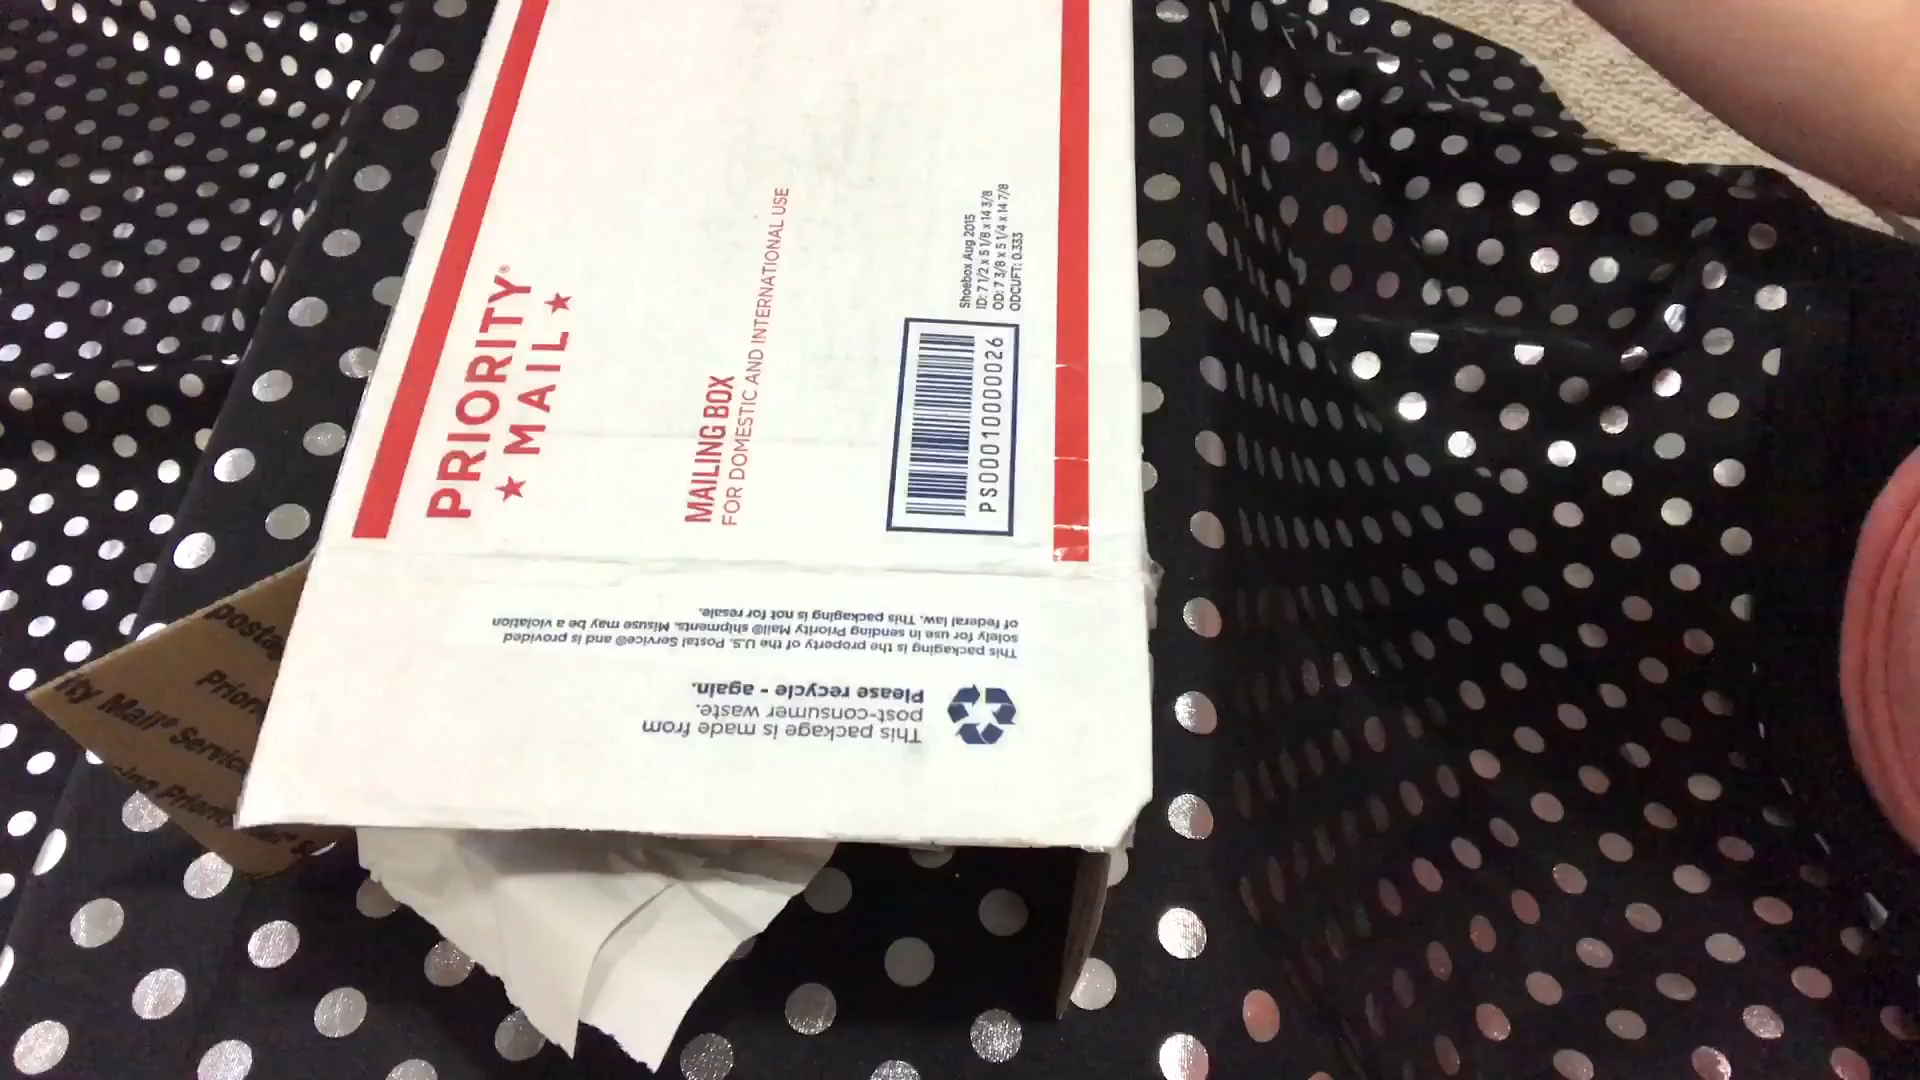 PRIORITY®
★ MAIL ★
MAILING BOX
FOR DOMESTIC AND INTERNATIONAL USE
Shoebox Aug 2015
ID: 7 1/2 x 5 1/8 x 14 3/8
OD: 7 3/8 x 5 1/4 x 14 7/8
ODCUFT: 0.333
PS00010000026
This package is made from
post-consumer waste.
Please recycle - again.
This packaging is the property of the U.S. Postal Service® and is provided
solely for use in sending Priority Mail® shipments. Misuse may be a violation
of federal law. This packaging is not for resale.
Mail® Service